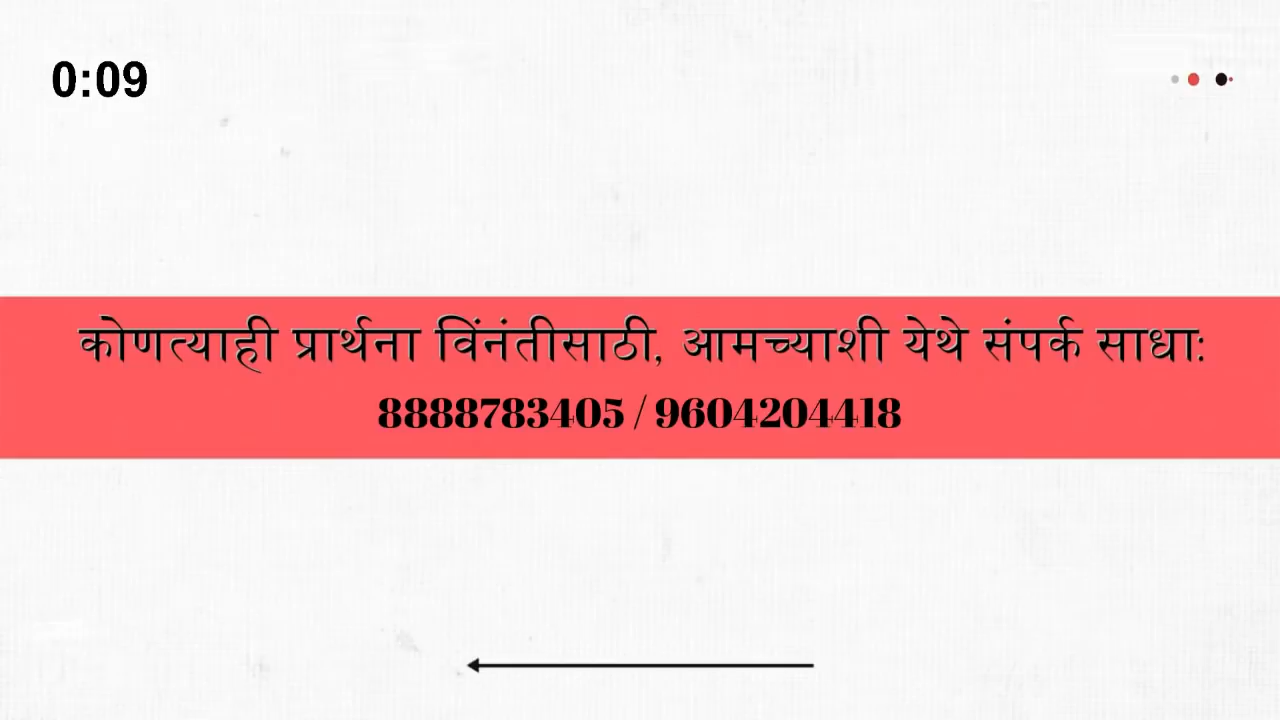 0:09
कोणत्याही प्रार्थना विंनंतीसाठी, आमच्याशी येथे संपर्क साधाः
8888783405 / 9604204418